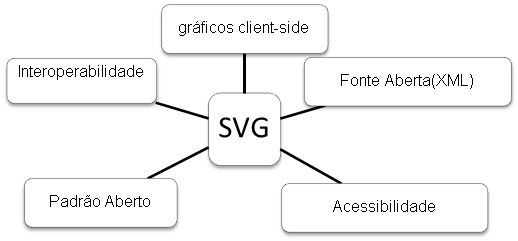 gráficos client-side
Interoperabilidade
Fonte Aberta(XML)
SVG
Padrão Aberto
Acessibilidade